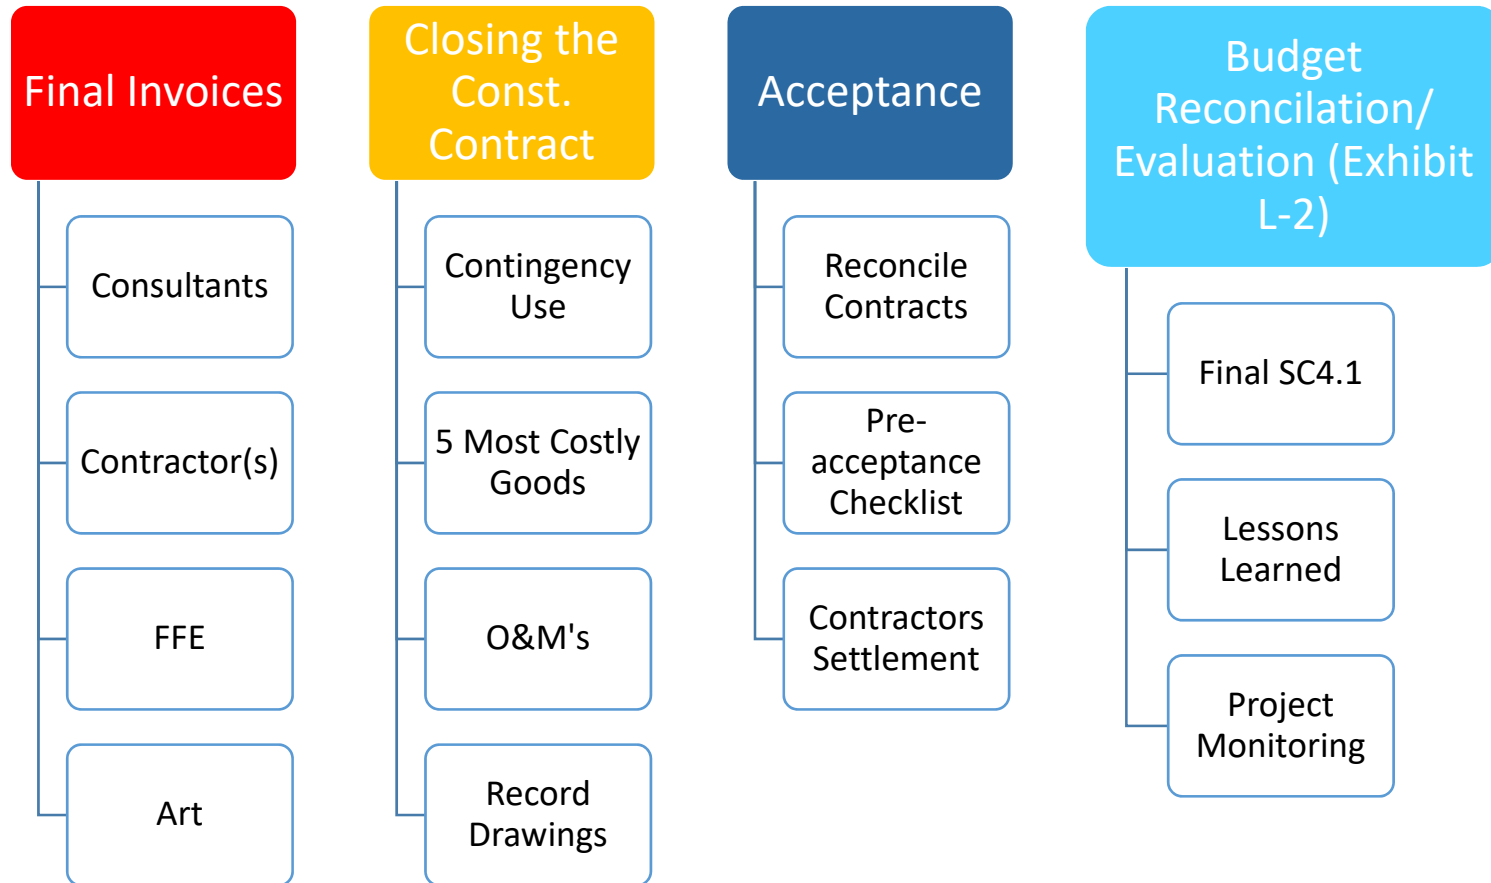 Final Invoices
Consultants
Contractor(s)
FFE
Art
Closing the
Const.
Contract
Contingency
Use
5 Most Costly
Goods
O&M's
Record
Drawings
Acceptance
Reconcile
Contracts
Pre-
acceptance
Checklist
Contractors
Settlement
Budget
Reconcilation/
Evaluation (Exhibit
L-2)
Final SC4.1
Lessons
Learned
Project
Monitoring